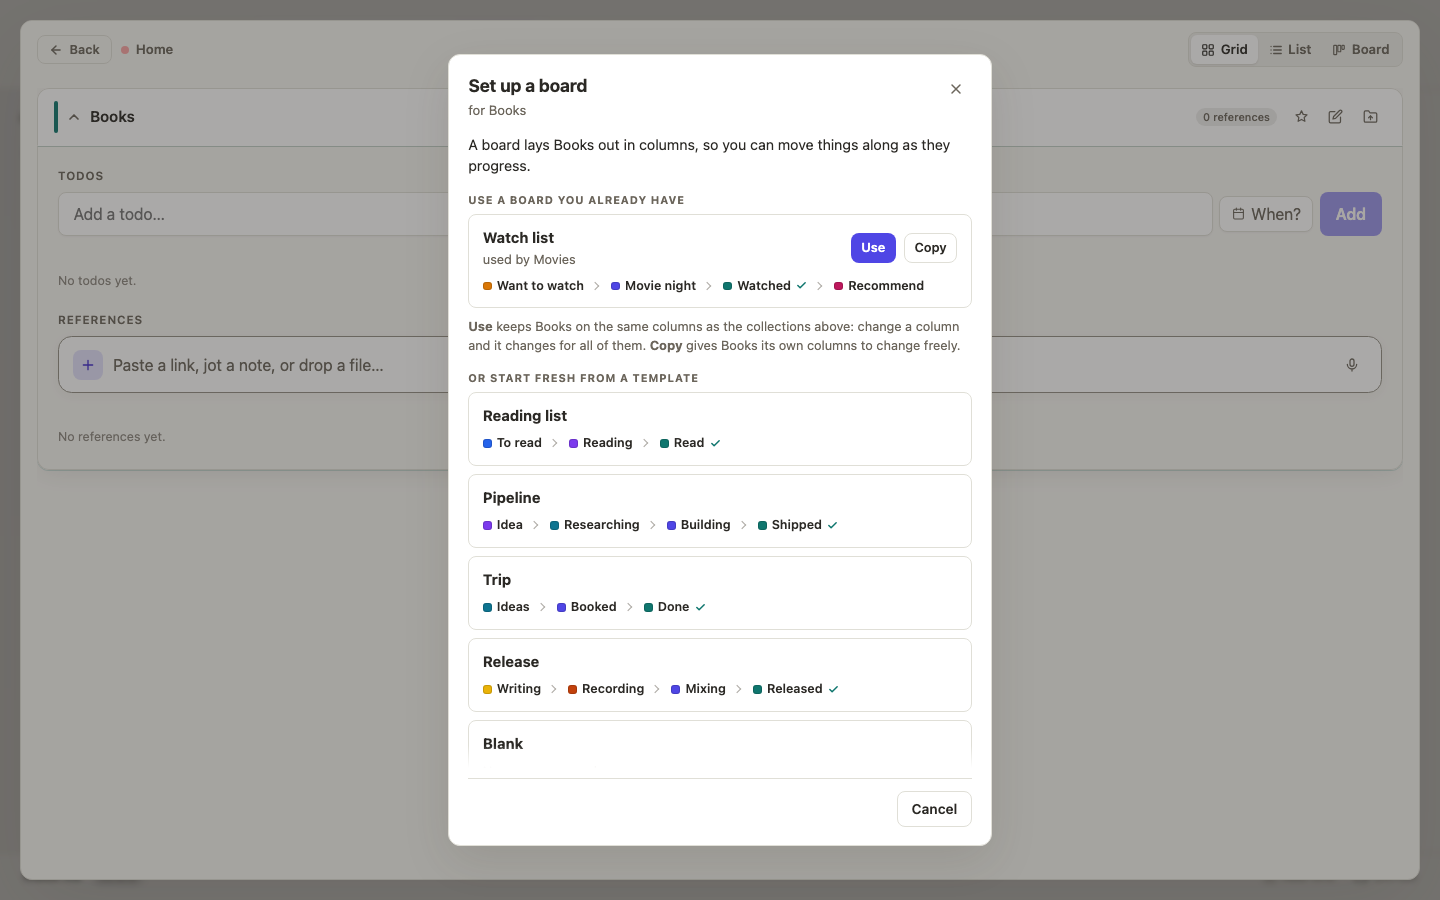 Back
Home
Grid
List
Board
Books
0 references
TODOS
Add a todo...
When?
Add
No todos yet.
REFERENCES
Paste a link, jot a note, or drop a file...
No references yet.
Set up a board
for Books
A board lays Books out in columns, so you can move things along as they
progress.
USE A BOARD YOU ALREADY HAVE
Watch list
used by Movies
Use
Copy
Want to watch > Movie night > Watched ✓ > Recommend
Use keeps Books on the same columns as the collections above: change a column
and it changes for all of them. Copy gives Books its own columns to change freely.
OR START FRESH FROM A TEMPLATE
Reading list
To read > Reading > Read ✓
Pipeline
Idea > Researching > Building > Shipped ✓
Trip
Ideas > Booked > Done ✓
Release
Writing > Recording > Mixing > Released ✓
Blank
Cancel